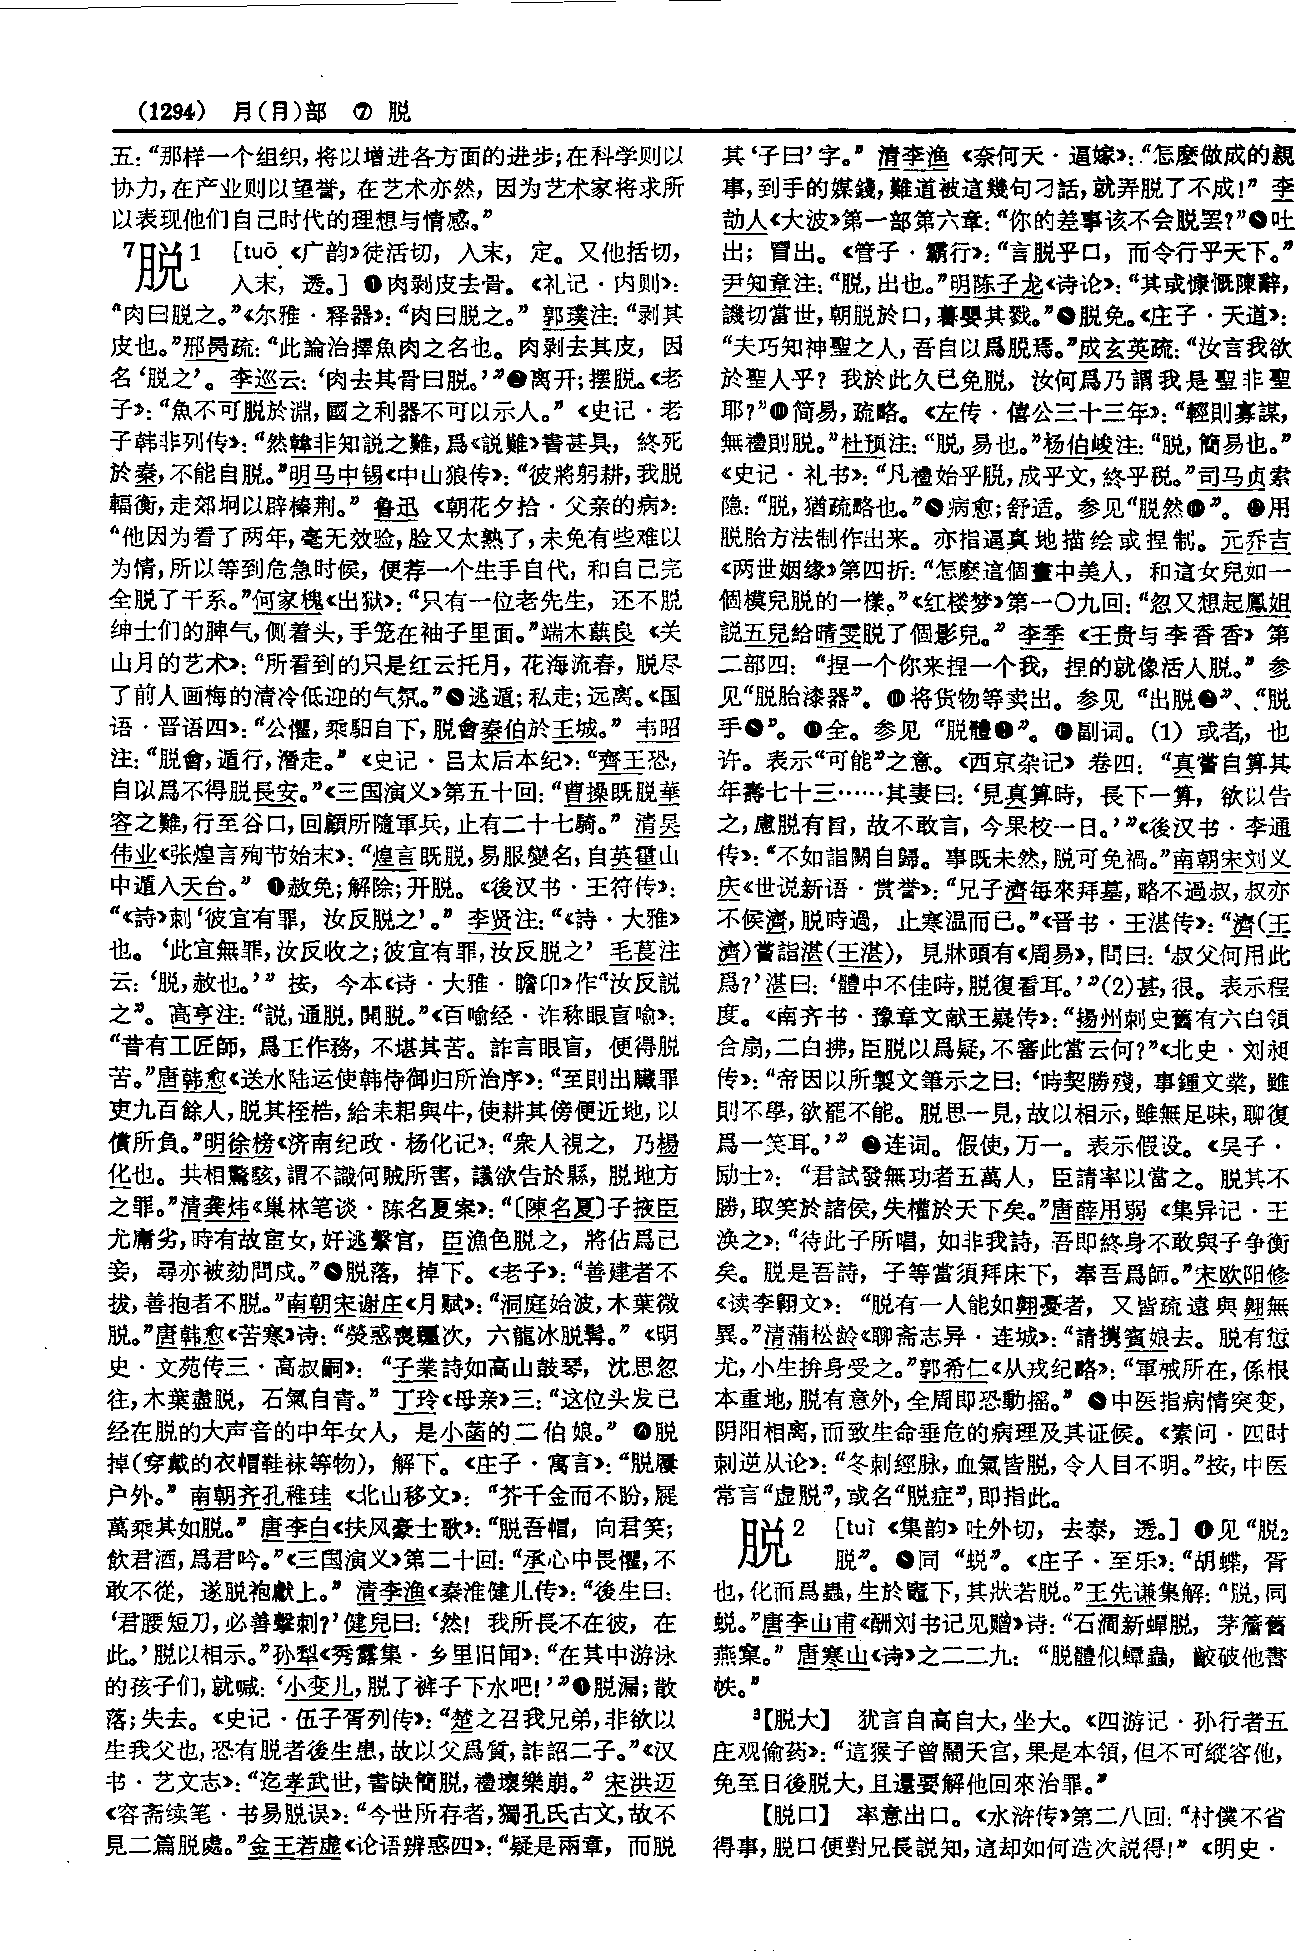 (1294) 月(月)部 ⑦ 脱
五：“那样一个组织，将以增进各方面的进步；在科学则以
协力，在产业则以望誉，在艺术亦然，因为艺术家将求所
以表现他们自己时代的理想与情感。”
7脱1 [tuō《广韵》徒活切，入末，定。又他括切，
入末，透。]❶肉剥皮去骨。《礼记·内则》：
“肉曰脱之。”《尔雅·释器》：“肉曰脱之。”郭璞注：“剥其
皮也。”邢昺疏：“此論治擇魚肉之名也。肉剥去其皮，因
名‘脱之’。李巡云：‘肉去其骨曰脱。’”❷离开；摆脱。《老
子》：“魚不可脱於淵，國之利器不可以示人。”《史记·老
子韩非列传》：“然韓非知説之難，爲《説難》書甚具，終死
於秦，不能自脱。”明马中锡《中山狼传》：“彼將躬耕，我脱
輻衡，走郊坰以辟榛荆。”鲁迅《朝花夕拾·父亲的病》：
“他因为看了两年，毫无效验，脸又太熟了，未免有些难以
为情，所以等到危急时候，便荐一个生手自代，和自己完
全脱了干系。”何家槐《出狱》：“只有一位老先生，还不脱
绅士们的脾气，侧着头，手笼在袖子里面。”端木蕻良《关
山月的艺术》：“所看到的只是红云托月，花海流春，脱尽
了前人画梅的清冷低迎的气氛。”❸逃遁；私走；远离。《国
语·晋语四》：“公懼，乘馹自下，脱會秦伯於王城。”韦昭
注：“脱會，遁行，潛走。”《史记·吕太后本纪》：“齊王恐，
自以爲不得脱長安。”《三国演义》第五十回：“曹操既脱華
容之難，行至谷口，回顧所隨軍兵，止有二十七騎。”清吴
伟业《张煌言殉节始末》：“煌言既脱，易服變名，自英霍山
中遁入天台。”❹赦免；解除；开脱。《後汉书·王符传》：
“《詩》刺‘彼宜有罪，汝反脱之’。”李贤注：“《詩·大雅》
也。‘此宜無罪，汝反收之；彼宜有罪，汝反脱之’毛萇注
云：‘脱，赦也。’”按，今本《诗·大雅·瞻卬》作“汝反説
之”。高亨注：“説，通脱，開脱。”《百喻经·诈称眼盲喻》：
“昔有工匠師，爲王作務，不堪其苦。詐言眼盲，便得脱
苦。”唐韩愈《送水陆运使韩侍御归所治序》：“至則出贓罪
吏九百餘人，脱其桎梏，給耒耜與牛，使耕其傍便近地，以
償所負。”明徐榜《济南纪政·杨化记》：“衆人視之，乃楊
化也。共相驚駭，謂不識何賊所害，議欲告於縣，脱地方
之罪。”清龚炜《巢林笔谈·陈名夏案》：“〔陳名夏〕子掖臣
尤庸劣，時有故宦女，好逃繫官，臣漁色脱之，將佔爲己
妾，尋亦被劾問戍。”❺脱落，掉下。《老子》：“善建者不
拔，善抱者不脱。”南朝宋谢庄《月赋》：“洞庭始波，木葉微
脱。”唐韩愈《苦寒》诗：“熒惑喪躔次，六龍冰脱髯。”《明
史·文苑传三·高叔嗣》：“子業詩如高山鼓琴，沈思忽
往，木葉盡脱，石氣自青。”丁玲《母亲》三：“这位头发已
经在脱的大声音的中年女人，是小菡的二伯娘。”❻脱
掉(穿戴的衣帽鞋袜等物)，解下。《庄子·寓言》：“脱屨
户外。”南朝齐孔稚珪《北山移文》：“芥千金而不盼，屣
萬乘其如脱。”唐李白《扶风豪士歌》：“脱吾帽，向君笑；
飲君酒，爲君吟。”《三国演义》第二十回：“承心中畏懼，不
敢不從，遂脱袍獻上。”清李渔《秦淮健儿传》：“後生曰：
‘君腰短刀，必善擊刺？’健兒曰：‘然！我所長不在彼，在
此。’脱以相示。”孙犁《秀露集·乡里旧闻》：“在其中游泳
的孩子们，就喊：‘小变儿，脱了裤子下水吧！’”❼脱漏；散
落；失去。《史记·伍子胥列传》：“楚之召我兄弟，非欲以
生我父也，恐有脱者後生患，故以父爲質，詐詔二子。”《汉
书·艺文志》：“迄孝武世，書缺簡脱，禮壞樂崩。”宋洪迈
《容斋续笔·书易脱误》：“今世所存者，獨孔氏古文，故不
見二篇脱處。”金王若虚《论语辨惑四》：“疑是兩章，而脱
其‘子曰’字。”清李渔《奈何天·逼嫁》：“怎麽做成的親
事，到手的媒錢，難道被這幾句刁話，就弄脱了不成！”李
劼人《大波》第一部第六章：“你的差事该不会脱罢？”❽吐
出；冒出。《管子·霸行》：“言脱乎口，而令行乎天下。”
尹知章注：“脱，出也。”明陈子龙《诗论》：“其或慷慨陳辭，
譏切當世，朝脱於口，暮嬰其戮。”❾脱免。《庄子·天道》：
“夫巧知神聖之人，吾自以爲脱焉。”成玄英疏：“汝言我欲
於聖人乎？我於此久已免脱，汝何爲乃謂我是聖非聖
耶？”❿简易，疏略。《左传·僖公三十三年》：“輕則寡謀，
無禮則脱。”杜预注：“脱，易也。”杨伯峻注：“脱，簡易也。”
《史记·礼书》：“凡禮始乎脱，成乎文，終乎税。”司马贞索
隐：“脱，猶疏略也。”⓫病愈；舒适。参见“脱然❿”。⓬用
脱胎方法制作出来。亦指逼真地描绘或捏制。元乔吉
《两世姻缘》第四折：“怎麽這個畫中美人，和這女兒如一
個模兒脱的一樣。”《红楼梦》第一〇九回：“忽又想起鳳姐
説五兒給晴雯脱了個影兒。”李季《王贵与李香香》第
二部四：“捏一个你来捏一个我，捏的就像活人脱。”参
见“脱胎漆器”。⓭将货物等卖出。参见“出脱❷”、“脱
手❸”。⓮全。参见“脱體❶”。⓯副词。(1)或者，也
许。表示“可能”之意。《西京杂记》卷四：“真嘗自算其
年壽七十三……其妻曰：‘見真算時，長下一算，欲以告
之，慮脱有旨，故不敢言，今果校一日。’”《後汉书·李通
传》：“不如詣闕自歸。事既未然，脱可免禍。”南朝宋刘义
庆《世说新语·赏誉》：“兄子濟每來拜墓，略不過叔，叔亦
不候濟，脱時過，止寒温而已。”《晋书·王湛传》：“濟(王
濟)嘗詣湛(王湛)，見牀頭有《周易》，問曰：‘叔父何用此
爲？’湛曰：‘體中不佳時，脱復看耳。’”(2)甚，很。表示程
度。《南齐书·豫章文献王嶷传》：“揚州刺史舊有六白領
合扇，二白拂，臣脱以爲疑，不審此當云何？”《北史·刘昶
传》：“帝因以所製文筆示之曰：‘時契勝殘，事鍾文業，雖
則不學，欲罷不能。脱思一見，故以相示，雖無足味，聊復
爲一笑耳。’”⓰连词。假使，万一。表示假设。《吴子·
励士》：“君試發無功者五萬人，臣請率以當之。脱其不
勝，取笑於諸侯，失權於天下矣。”唐薛用弱《集异记·王
涣之》：“待此子所唱，如非我詩，吾即終身不敢與子争衡
矣。脱是吾詩，子等當須拜床下，奉吾爲師。”宋欧阳修
《读李翱文》：“脱有一人能如翱憂者，又皆疏遠與翱無
異。”清蒲松龄《聊斋志异·连城》：“請携賓娘去。脱有愆
尤，小生拚身受之。”郭希仁《从戎纪略》：“軍械所在，係根
本重地，脱有意外，全局即恐動摇。”⓱中医指病情突变，
阴阳相离，而致生命垂危的病理及其证候。《素问·四时
刺逆从论》：“冬刺經脉，血氣皆脱，令人目不明。”按，中医
常言“虚脱”，或名“脱症”，即指此。
脱2 [tuì《集韵》吐外切，去泰，透。]❶见“脱2
脱”。❷同“蜕”。《庄子·至乐》：“胡蝶，胥
也，化而爲蟲，生於竈下，其狀若脱。”王先谦集解：“脱，同
蜕。”唐李山甫《酬刘书记见赠》诗：“石澗新蟬脱，茅簷舊
燕窠。”唐寒山《诗》之二二九：“脱體似蟫蟲，齩破他書
帙。”
3【脱大】 犹言自高自大，坐大。《四游记·孙行者五
庄观偷药》：“這猴子曾鬧天宫，果是本領，但不可縱容他，
免至日後脱大，且還要解他回來治罪。”
【脱口】 率意出口。《水浒传》第二八回：“村僕不省
得事，脱口便對兄長説知，這却如何造次説得！”《明史·